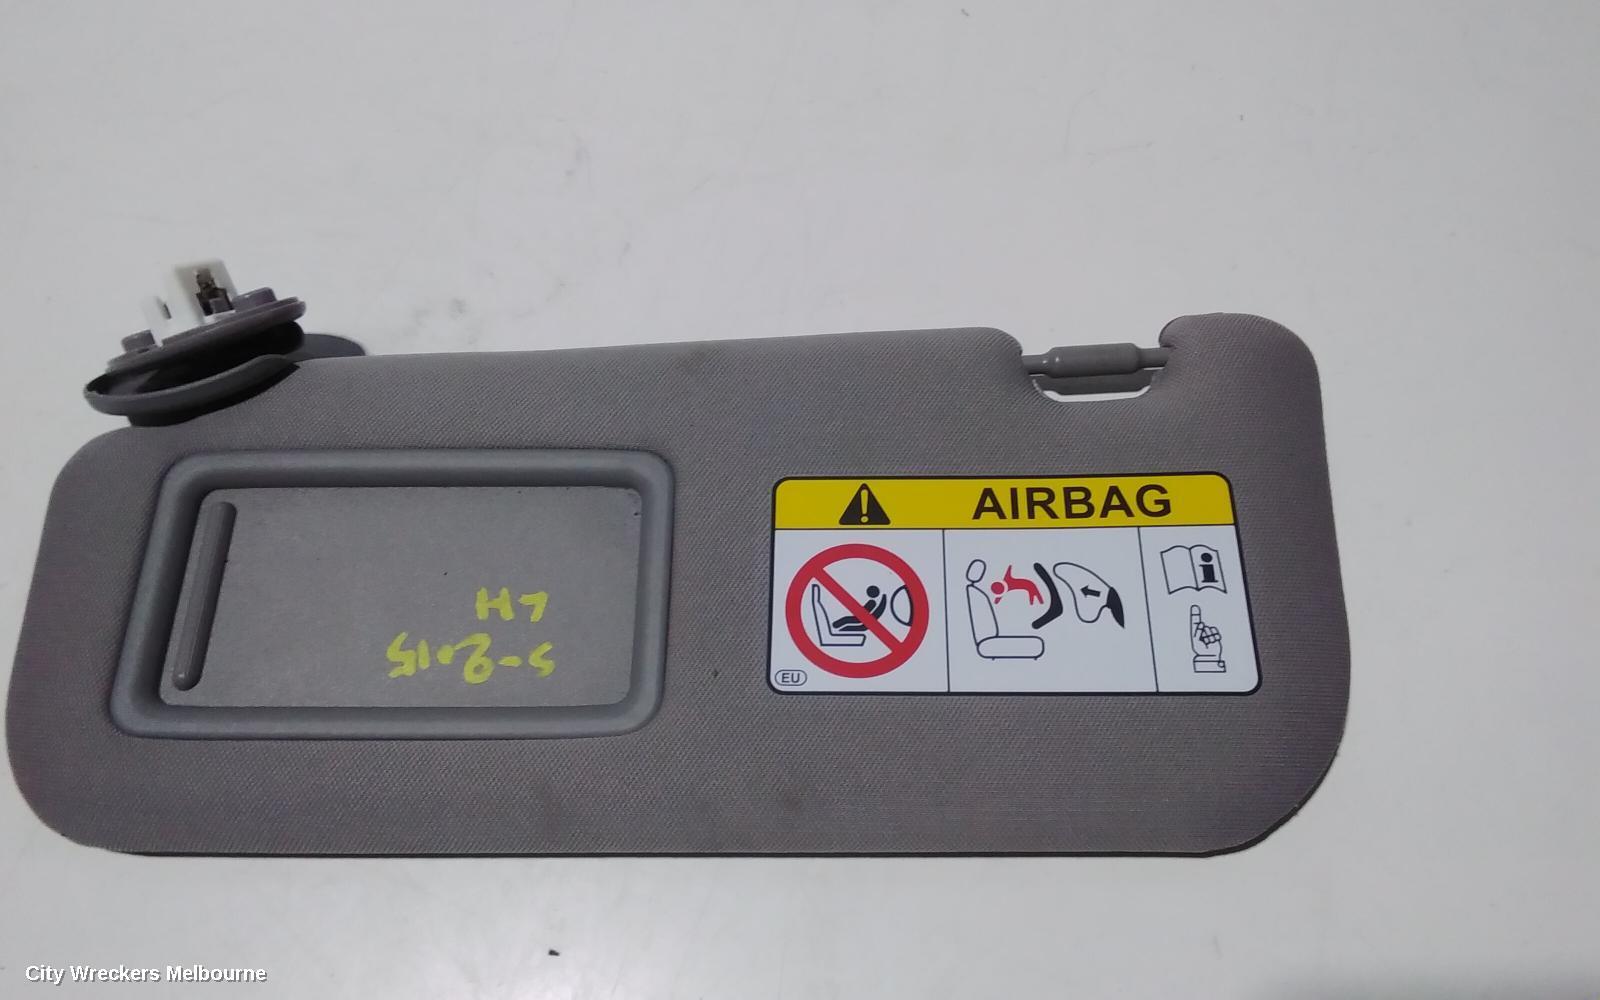 AIRBAG
EU
S-2015
LH
City Wreckers Melbourne